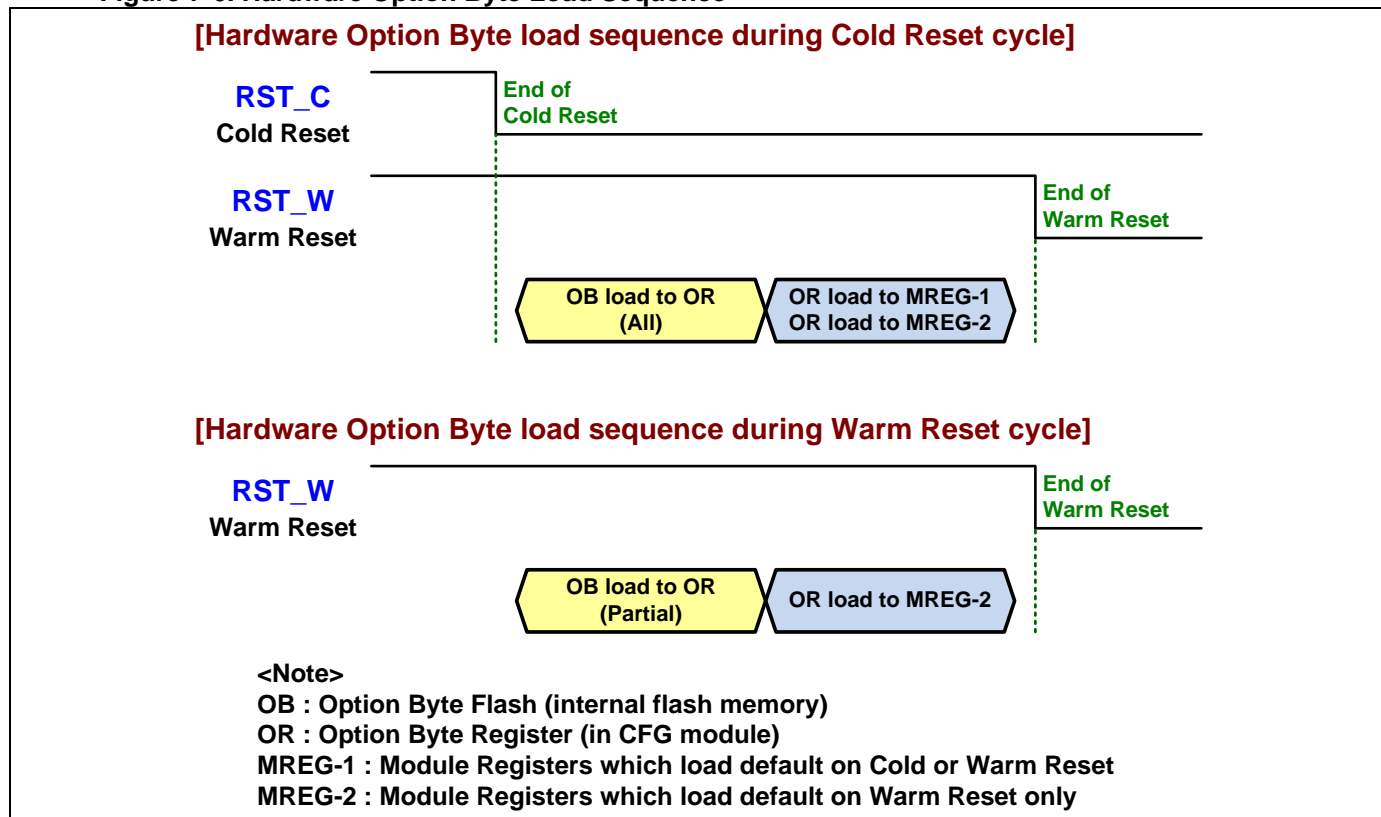 Hardware Option Byte Load Sequence
[Hardware Option Byte load sequence during Cold Reset cycle]
RST_C
Cold Reset
End of
Cold Reset
RST_W
Warm Reset
End of
Warm Reset
OB load to OR
(All)
OR load to MREG-1
OR load to MREG-2
[Hardware Option Byte load sequence during Warm Reset cycle]
RST_W
Warm Reset
End of
Warm Reset
OB load to OR
(Partial)
OR load to MREG-2
<Note>
OB : Option Byte Flash (internal flash memory)
OR : Option Byte Register (in CFG module)
MREG-1 : Module Registers which load default on Cold or Warm Reset
MREG-2 : Module Registers which load default on Warm Reset only